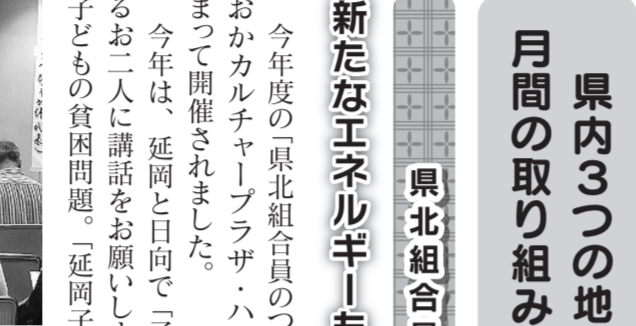 県内３つの地
月間の取り組み
県北組合
新たなエネルギーを
今年度の「県北組合員のつ
おかカルチャープラザ・ハ
まって開催されました。
今年は、延岡と日向で「子
るお二人に講話をお願いし
子どもの貧困問題。「延岡子